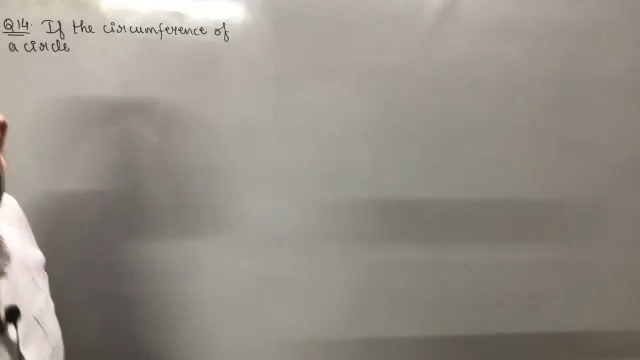 Q14. If the circumference of
a circle